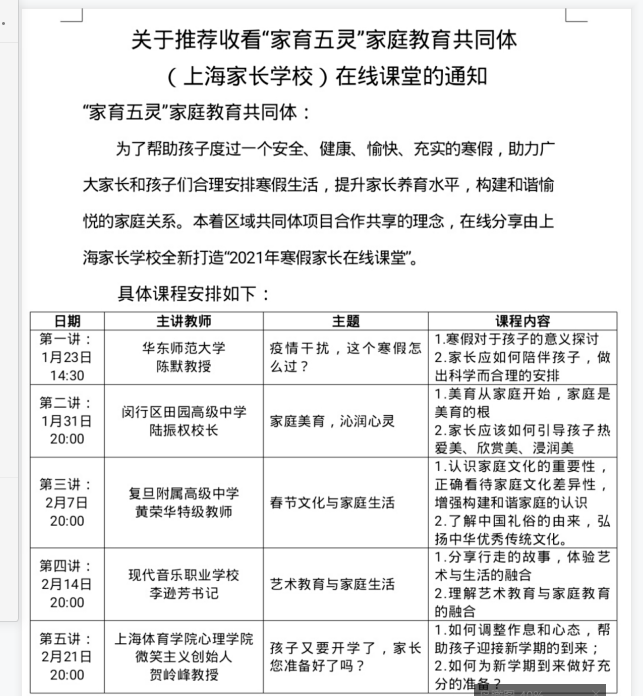 关于推荐收看“家育五灵”家庭教育共同体
（上海家长学校）在线课堂的通知
“家育五灵”家庭教育共同体：
为了帮助孩子度过一个安全、健康、愉快、充实的寒假，助力广
大家长和孩子们合理安排寒假生活，提升家长养育水平，构建和谐愉
悦的家庭关系。本着区域共同体项目合作共享的理念，在线分享由上
海家长学校全新打造“2021年寒假家长在线课堂”。
具体课程安排如下：
日期 主讲教师 主题 课程内容
第一讲：
1月23日
14:30
华东师范大学
陈默教授
疫情干扰，这个寒假怎
么过？
1.寒假对于孩子的意义探讨
2.家长应如何陪伴孩子，做
出科学而合理的安排
第二讲：
1月31日
20:00
闵行区田园高级中学
陆振权校长
家庭美育，沁润心灵
1.美育从家庭开始，家庭是
美育的根
2.家长应该如何引导孩子热
爱美、欣赏美、浸润美
第三讲：
2月7日
20:00
复旦附属高级中学
黄荣华特级教师
春节文化与家庭生活
1.认识家庭文化的重要性，
正确看待家庭文化差异性，
增强构建和谐家庭的认识
2.了解中国礼俗的由来，弘
扬中华优秀传统文化。
第四讲：
2月14日
20:00
现代音乐职业学校
李逊芳书记
艺术教育与家庭生活
1.分享行走的故事，体验艺
术与生活的融合
2.理解艺术教育与家庭教育
的融合
第五讲：
2月21日
20:00
上海体育学院心理学院
微笑主义创始人
贺岭峰教授
孩子又要开学了，家长
您准备好了吗？
1.如何调整作息和心态，帮
助孩子迎接新学期的到来；
2.如何为新学期到来做好充
分的准备？